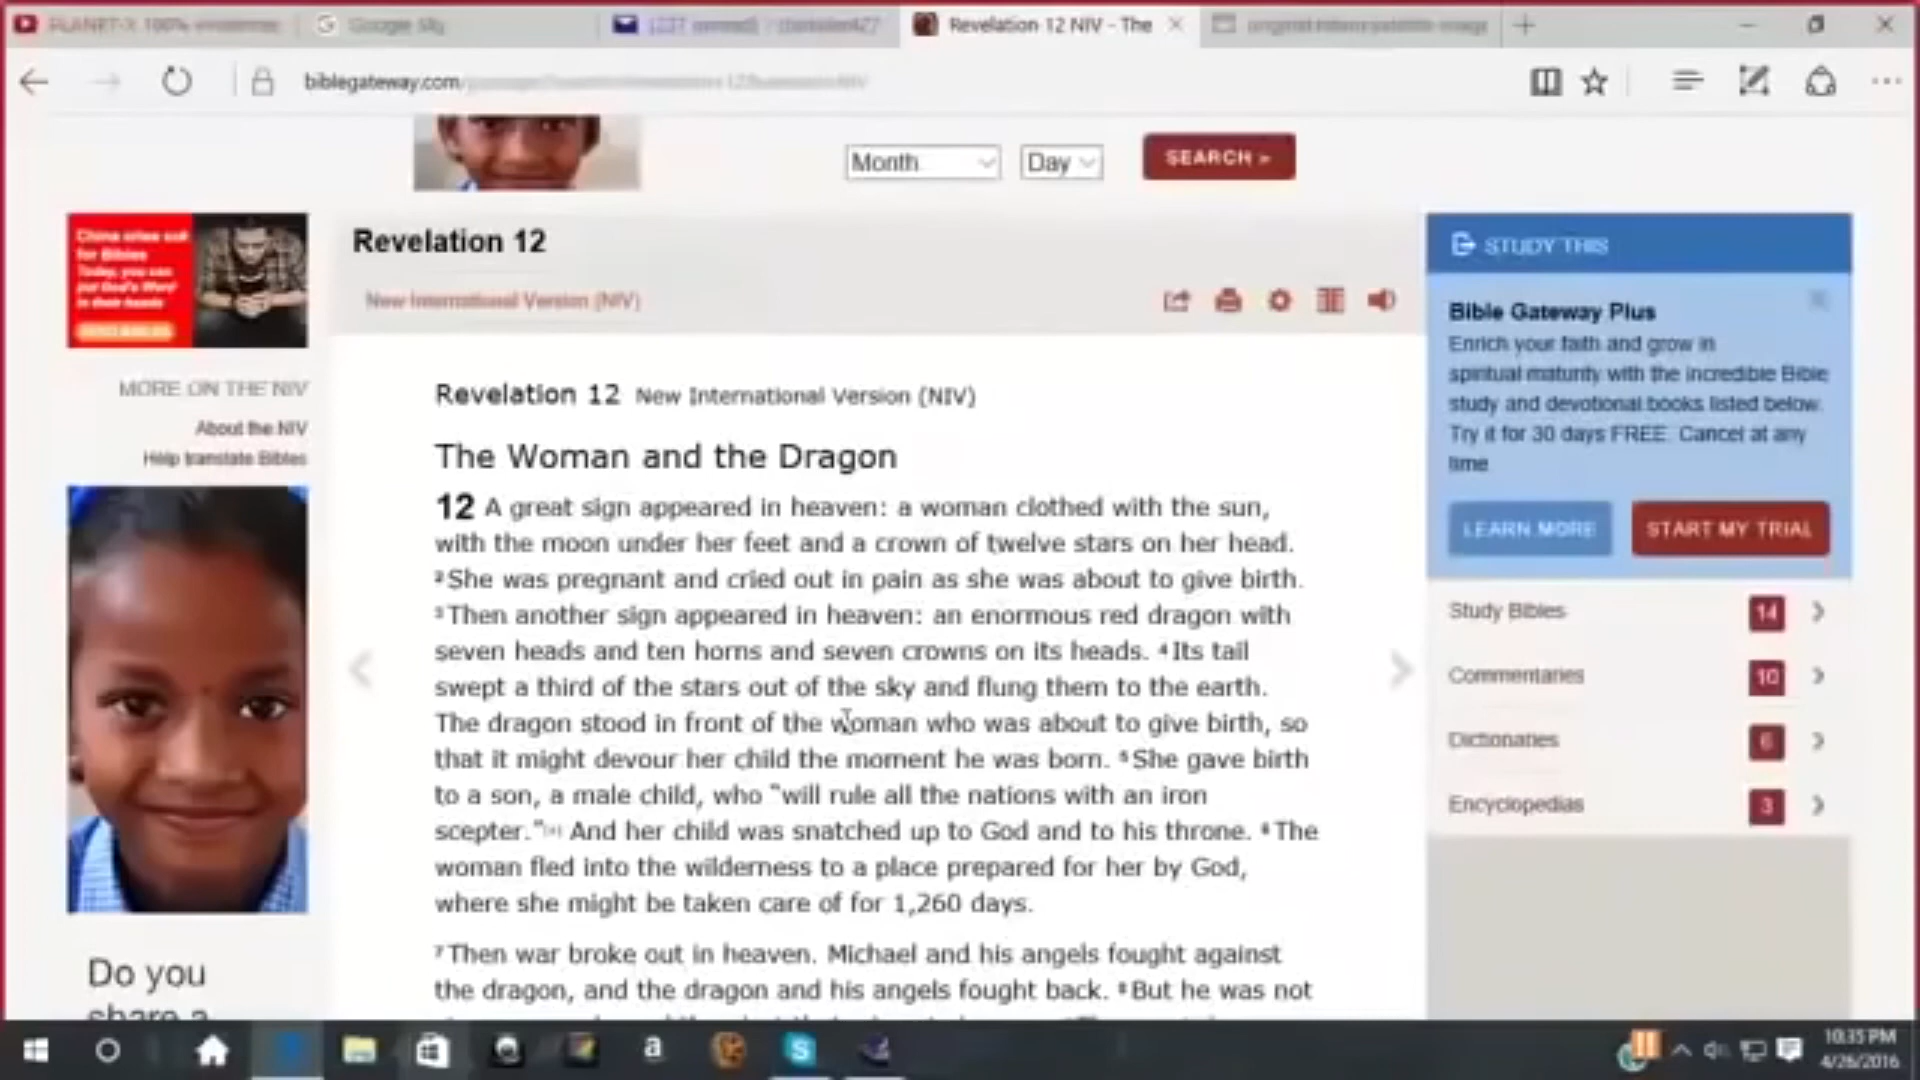 PLANET-X 100%
Google Sky
Revelation 12 NIV - The
biblegateway.com
Month
Day
SEARCH »
China cries out
for Bibles
Today, you can
put God's Word
in their hands
MORE ON THE NIV
About the NIV
Help translate Bibles
Do you
share a
Revelation 12
New International Version (NIV)
Revelation 12 New International Version (NIV)
The Woman and the Dragon
12 A great sign appeared in heaven: a woman clothed with the sun,
with the moon under her feet and a crown of twelve stars on her head.
2 She was pregnant and cried out in pain as she was about to give birth.
3 Then another sign appeared in heaven: an enormous red dragon with
seven heads and ten horns and seven crowns on its heads. 4 Its tail
swept a third of the stars out of the sky and flung them to the earth.
The dragon stood in front of the woman who was about to give birth, so
that it might devour her child the moment he was born. 5 She gave birth
to a son, a male child, who “will rule all the nations with an iron
scepter.”[a] And her child was snatched up to God and to his throne. 6 The
woman fled into the wilderness to a place prepared for her by God,
where she might be taken care of for 1,260 days.
7 Then war broke out in heaven. Michael and his angels fought against
the dragon, and the dragon and his angels fought back. 8 But he was not
STUDY THIS
Bible Gateway Plus
Enrich your faith and grow in
spiritual maturity with the incredible Bible
study and devotional books listed below.
Try it for 30 days FREE. Cancel at any
time
LEARN MORE
START MY TRIAL
Study Bibles 14
Commentaries 10
Dictionaries 6
Encyclopedias 3
10:35 PM
4/26/2016